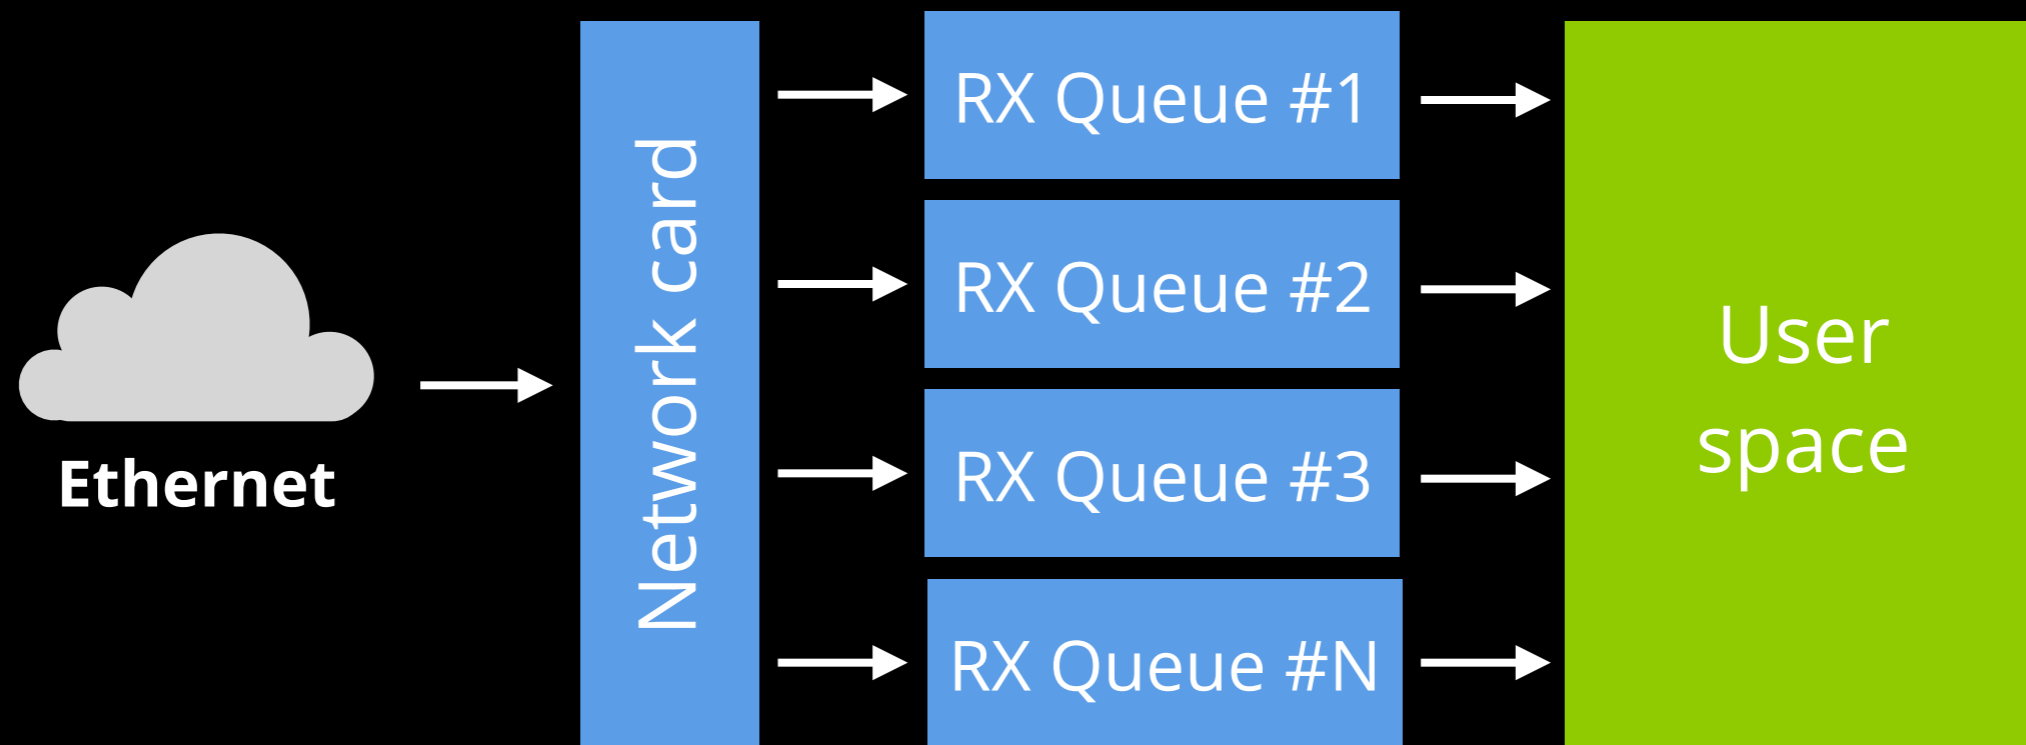 Ethernet
Network card
RX Queue #1
RX Queue #2
RX Queue #3
RX Queue #N
User
space